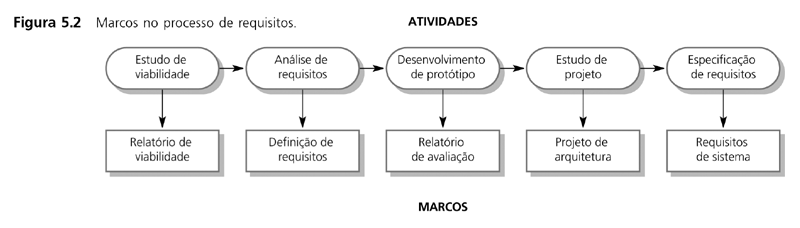 Figura 5.2 Marcos no processo de requisitos.
ATIVIDADES
Estudo de
viabilidade
Análise de
requisitos
Desenvolvimento
de protótipo
Estudo de
projeto
Especificação
de requisitos
Relatório de
viabilidade
Definição de
requisitos
Relatório
de avaliação
Projeto de
arquitetura
Requisitos
de sistema
MARCOS